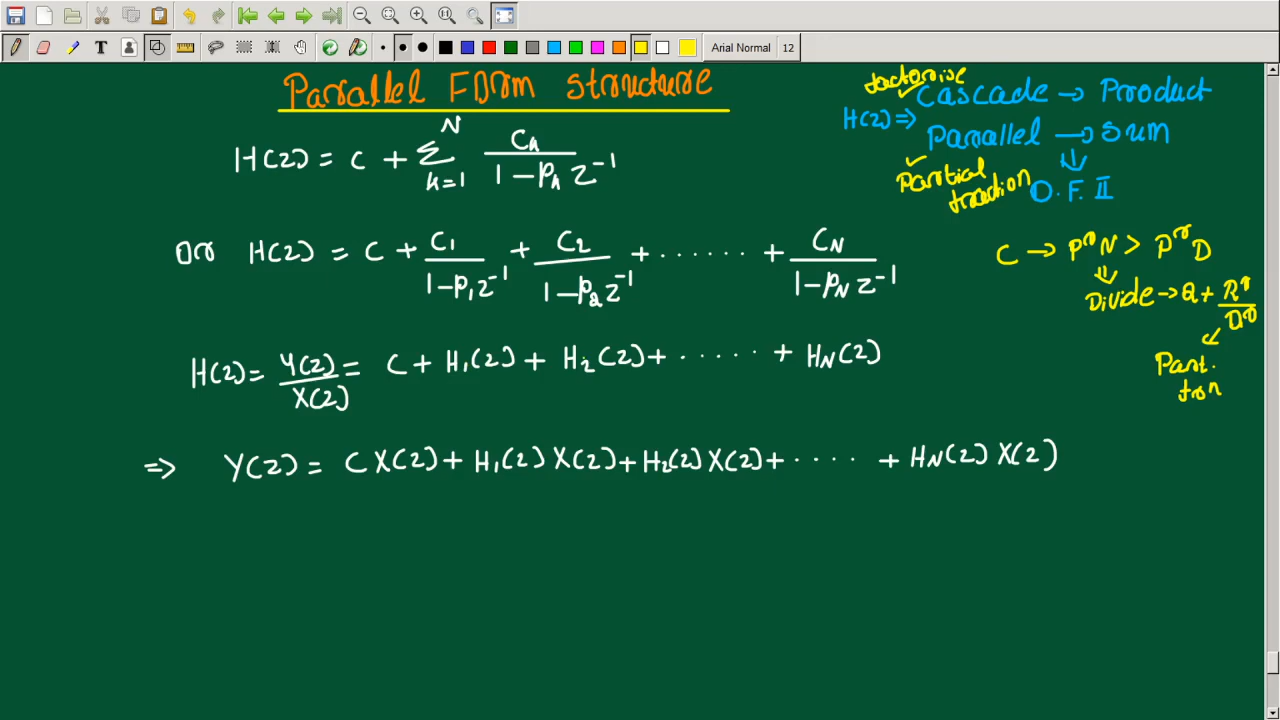 Arial Normal 12
Parallel Form Structure
H(z) = C + Σ_{k=1}^{N} C_k / (1 - p_k z^{-1})
Or H(z) = C + C_1 / (1 - p_1 z^{-1}) + C_2 / (1 - p_2 z^{-1}) + ....... + C_N / (1 - p_N z^{-1})
H(z) = Y(z) / X(z) = C + H_1(z) + H_2(z) + ...... + H_N(z)
⇒ Y(z) = C X(z) + H_1(z) X(z) + H_2(z) X(z) + .... + H_N(z) X(z)
factorise
H(z) ⇒ Cascade → Product
Parallel → Sum
⇓
Partial fraction
D.F. II
C → P^r N > P^r D
⇓
Divide → Q + R^r / D^r
Part.
fron